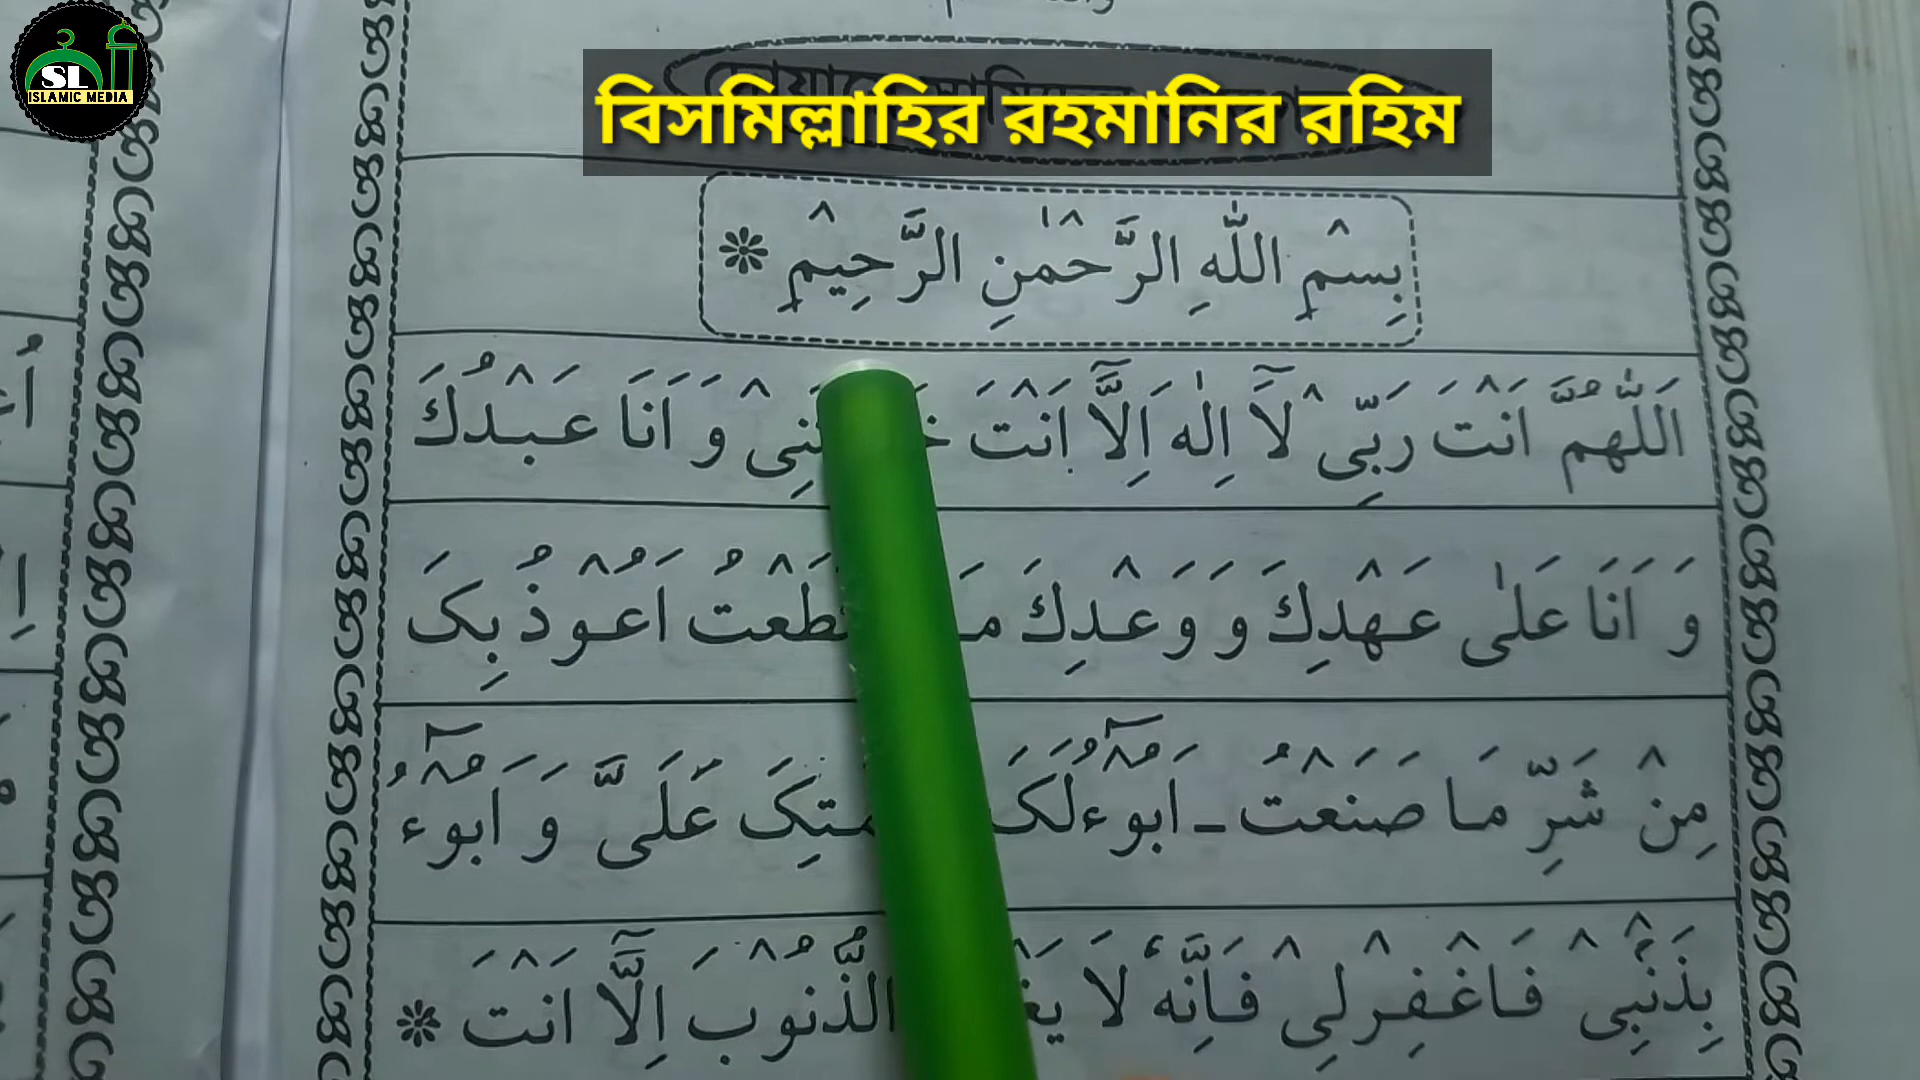 SL
ISLAMIC MEDIA
বিসমিল্লাহির রহমানির রহিম
بِسْمِ اللّٰهِ الرَّحْمٰنِ الرَّحِيْمِ
اَللّٰهُمَّ اَنْتَ رَبِّىْ لَآ اِلٰهَ اِلَّآ اَنْتَ وَ اَنَا عَبْدُكَ
وَ اَنَا عَلٰى عَهْدِكَ وَ وَعْدِكَ اَعُوْذُ بِکَ
مِنْ شَرِّ مَا صَنَعْتُ ـ اَبُوْٓءُلَکَ عَلَىَّ وَ اَبُوْٓءُ
بِذَنْۢبِىْ فَاغْفِرْلِىْ فَاِنَّهٗ لَا الذُّنُوْبَ اِلَّآ اَنْتَ